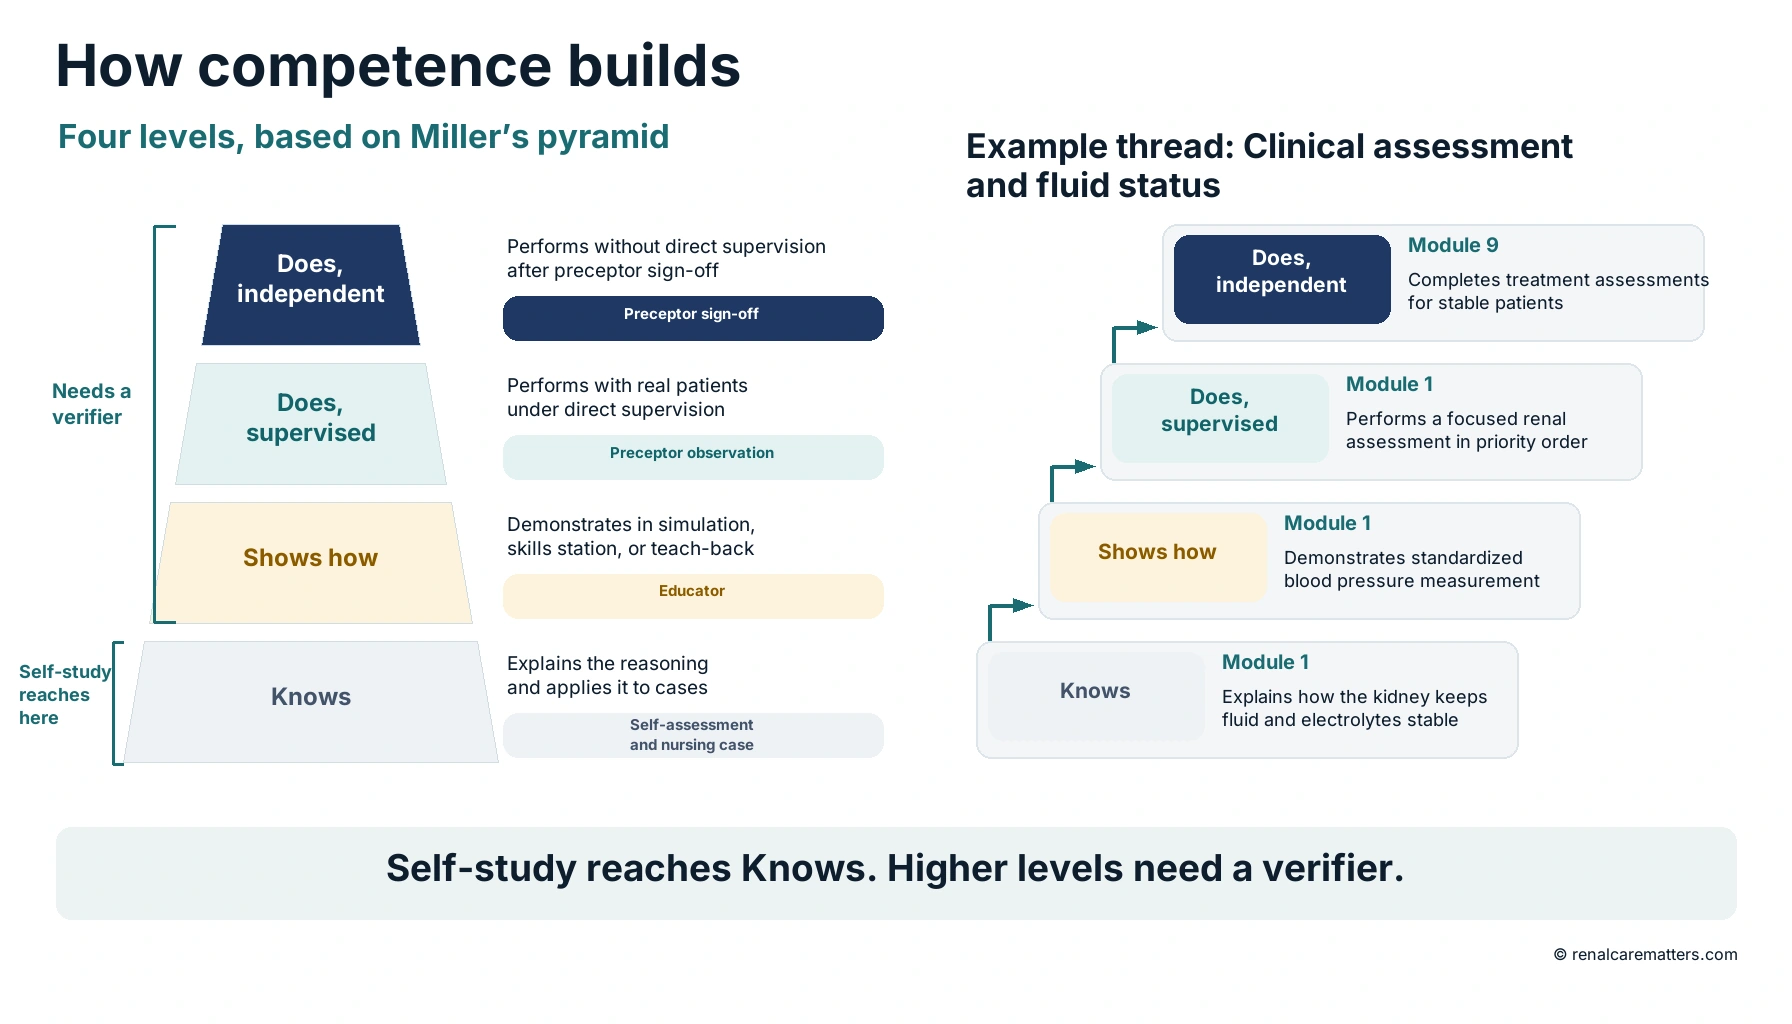 How competence builds
Four levels, based on Miller’s pyramid
Needs a
verifier
Self-study
reaches
here
Does,
independent
Performs without direct supervision
after preceptor sign-off
Preceptor sign-off
Does,
supervised
Performs with real patients
under direct supervision
Preceptor observation
Shows how
Demonstrates in simulation,
skills station, or teach-back
Educator
Knows
Explains the reasoning
and applies it to cases
Self-assessment
and nursing case
Example thread: Clinical assessment
and fluid status
Does,
independent
Module 9
Completes treatment assessments
for stable patients
Does,
supervised
Module 1
Performs a focused renal
assessment in priority order
Shows how
Module 1
Demonstrates standardized
blood pressure measurement
Knows
Module 1
Explains how the kidney keeps
fluid and electrolytes stable
Self-study reaches Knows. Higher levels need a verifier.
© renalcarematters.com